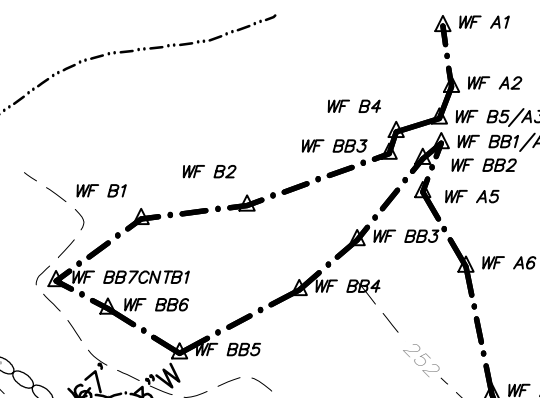 WF A1
WF A2
WF B4
WF B5/A3
WF BB3
WF BB1/A
WF BB2
WF B2
WF B1
WF A5
WF BB3
WF A6
WF BB7CNTB1
WF BB4
WF BB6
WF BB5
252
W